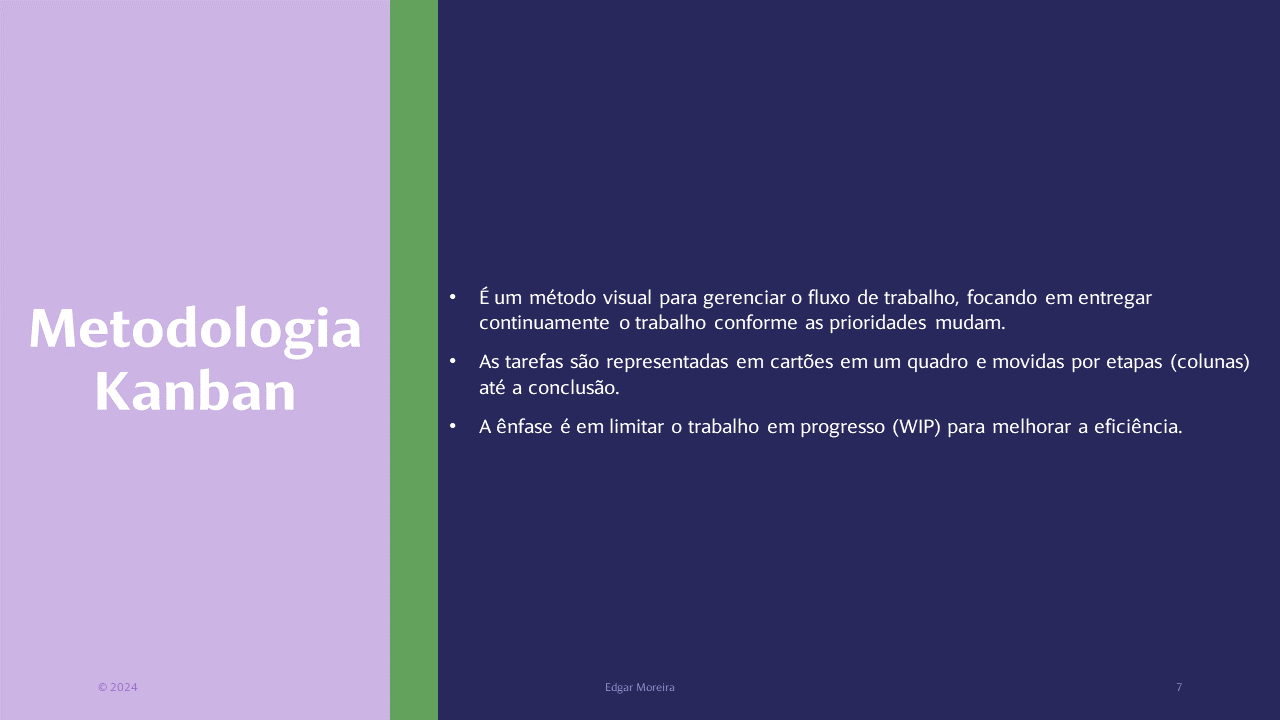 Metodologia
Kanban
• É um método visual para gerenciar o fluxo de trabalho, focando em entregar
continuamente o trabalho conforme as prioridades mudam.
• As tarefas são representadas em cartões em um quadro e movidas por etapas (colunas)
até a conclusão.
• A ênfase é em limitar o trabalho em progresso (WIP) para melhorar a eficiência.
© 2024
Edgar Moreira
7